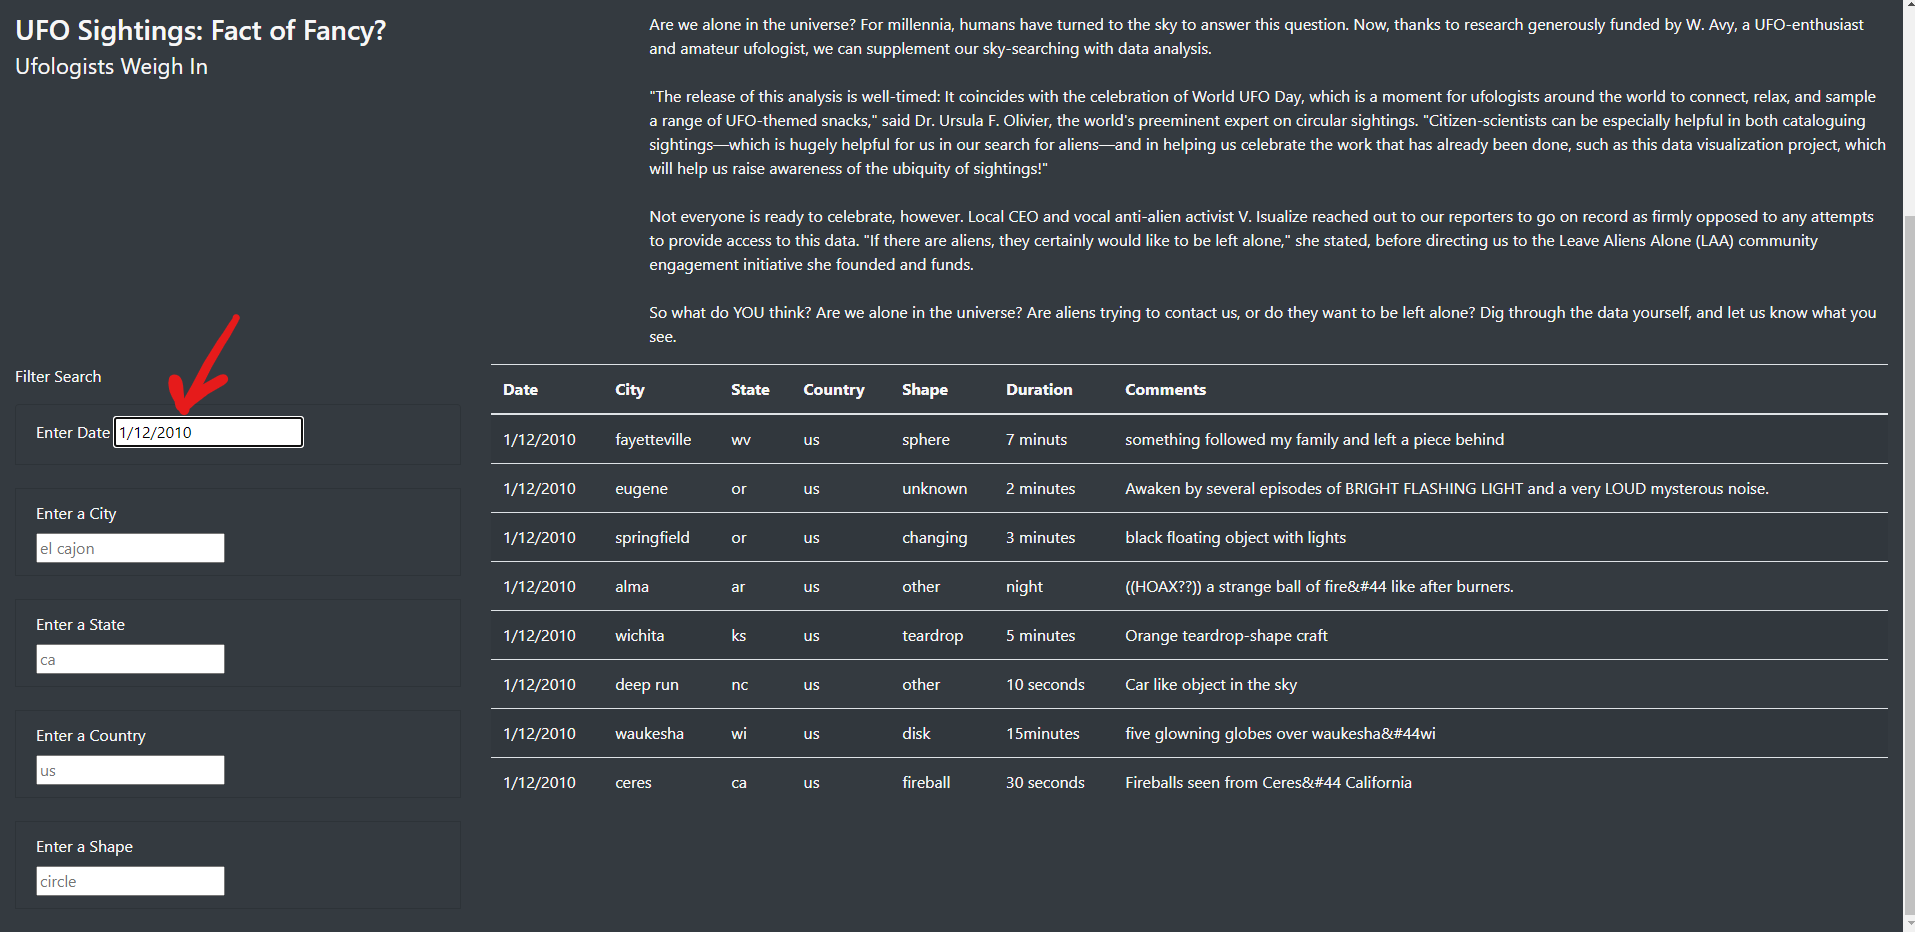 UFO Sightings: Fact of Fancy?
Ufologists Weigh In
Are we alone in the universe? For millennia, humans have turned to the sky to answer this question. Now, thanks to research generously funded by W. Avy, a UFO-enthusiast
and amateur ufologist, we can supplement our sky-searching with data analysis.
"The release of this analysis is well-timed: It coincides with the celebration of World UFO Day, which is a moment for ufologists around the world to connect, relax, and sample
a range of UFO-themed snacks," said Dr. Ursula F. Olivier, the world's preeminent expert on circular sightings. "Citizen-scientists can be especially helpful in both cataloguing
sightings—which is hugely helpful for us in our search for aliens—and in helping us celebrate the work that has already been done, such as this data visualization project, which
will help us raise awareness of the ubiquity of sightings!"
Not everyone is ready to celebrate, however. Local CEO and vocal anti-alien activist V. Isualize reached out to our reporters to go on record as firmly opposed to any attempts
to provide access to this data. "If there are aliens, they certainly would like to be left alone," she stated, before directing us to the Leave Aliens Alone (LAA) community
engagement initiative she founded and funds.
So what do YOU think? Are we alone in the universe? Are aliens trying to contact us, or do they want to be left alone? Dig through the data yourself, and let us know what you
see.
Filter Search
Enter Date 1/12/2010
Enter a City
el cajon
Enter a State
ca
Enter a Country
us
Enter a Shape
circle
Date City State Country Shape Duration Comments
1/12/2010 fayetteville wv us sphere 7 minuts something followed my family and left a piece behind
1/12/2010 eugene or us unknown 2 minutes Awaken by several episodes of BRIGHT FLASHING LIGHT and a very LOUD mysterous noise.
1/12/2010 springfield or us changing 3 minutes black floating object with lights
1/12/2010 alma ar us other night ((HOAX??)) a strange ball of fire&#44 like after burners.
1/12/2010 wichita ks us teardrop 5 minutes Orange teardrop-shape craft
1/12/2010 deep run nc us other 10 seconds Car like object in the sky
1/12/2010 waukesha wi us disk 15minutes five glowning globes over waukesha&#44wi
1/12/2010 ceres ca us fireball 30 seconds Fireballs seen from Ceres&#44 California